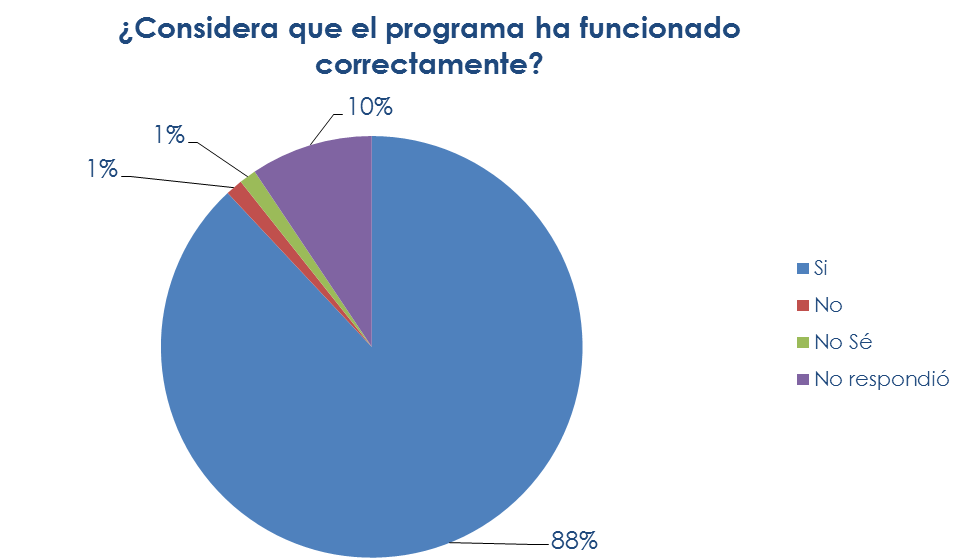 ¿Considera que el programa ha funcionado
correctamente?
10%
1%
1%
88%
Si
No
No Sé
No respondió